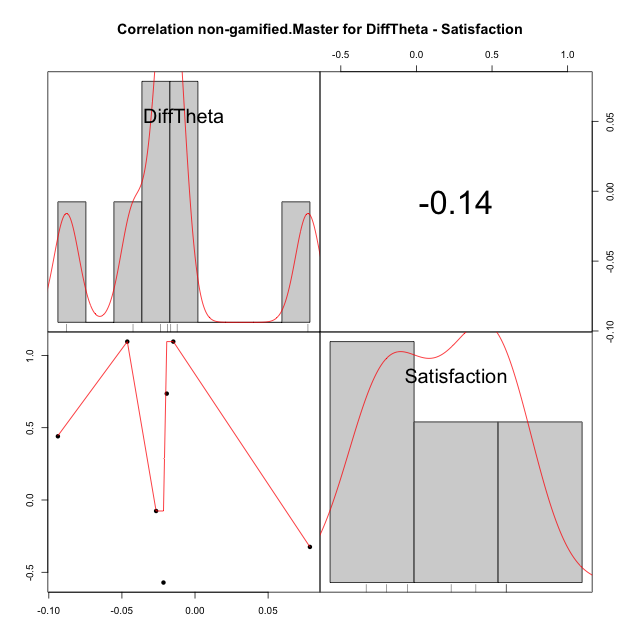 Correlation non-gamified.Master for DiffTheta - Satisfaction
-0.5 0.0 0.5 1.0
DiffTheta
-0.14
0.05
0.00
-0.05
-0.10
Satisfaction
1.0
0.5
0.0
-0.5
-0.10 -0.05 0.00 0.05